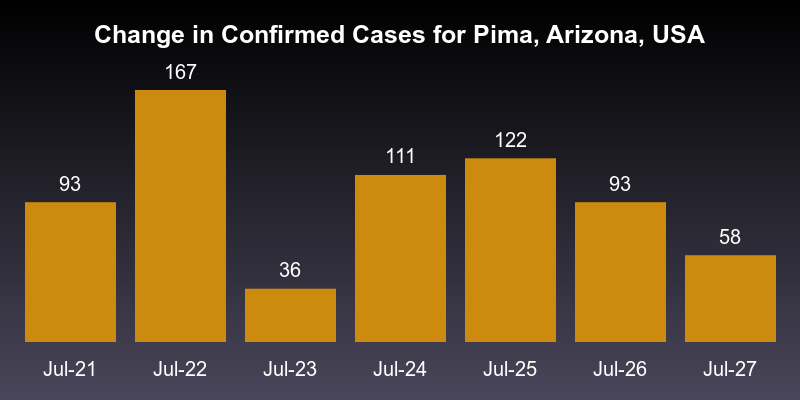 Change in Confirmed Cases for Pima, Arizona, USA
93 167 36 111 122 93 58
Jul-21 Jul-22 Jul-23 Jul-24 Jul-25 Jul-26 Jul-27